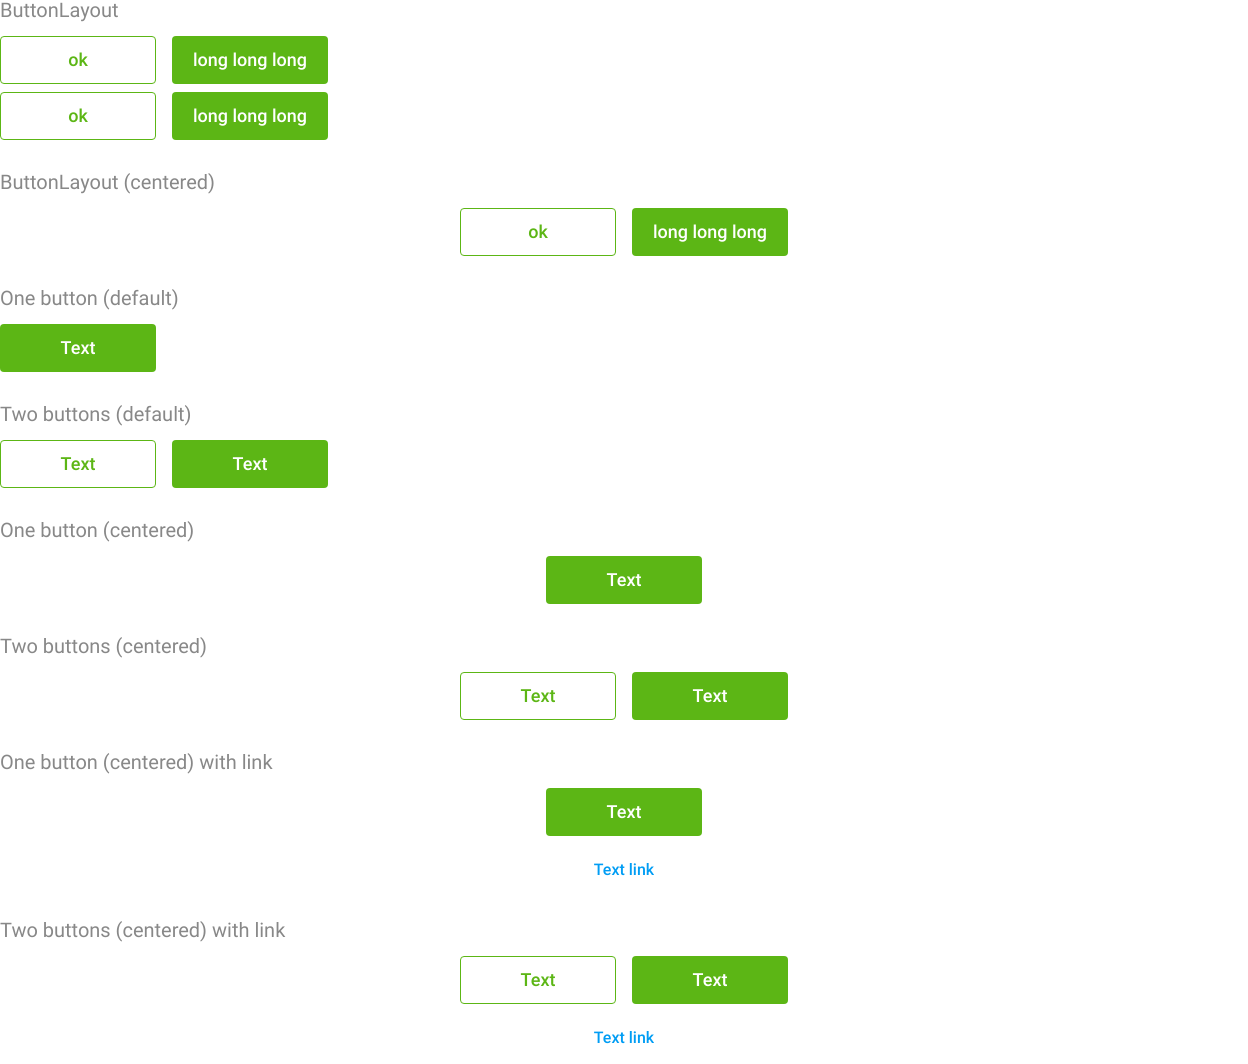 ButtonLayout
ok long long long
ok long long long
ButtonLayout (centered)
ok long long long
One button (default)
Text
Two buttons (default)
Text Text
One button (centered)
Text
Two buttons (centered)
Text Text
One button (centered) with link
Text
Text link
Two buttons (centered) with link
Text Text
Text link